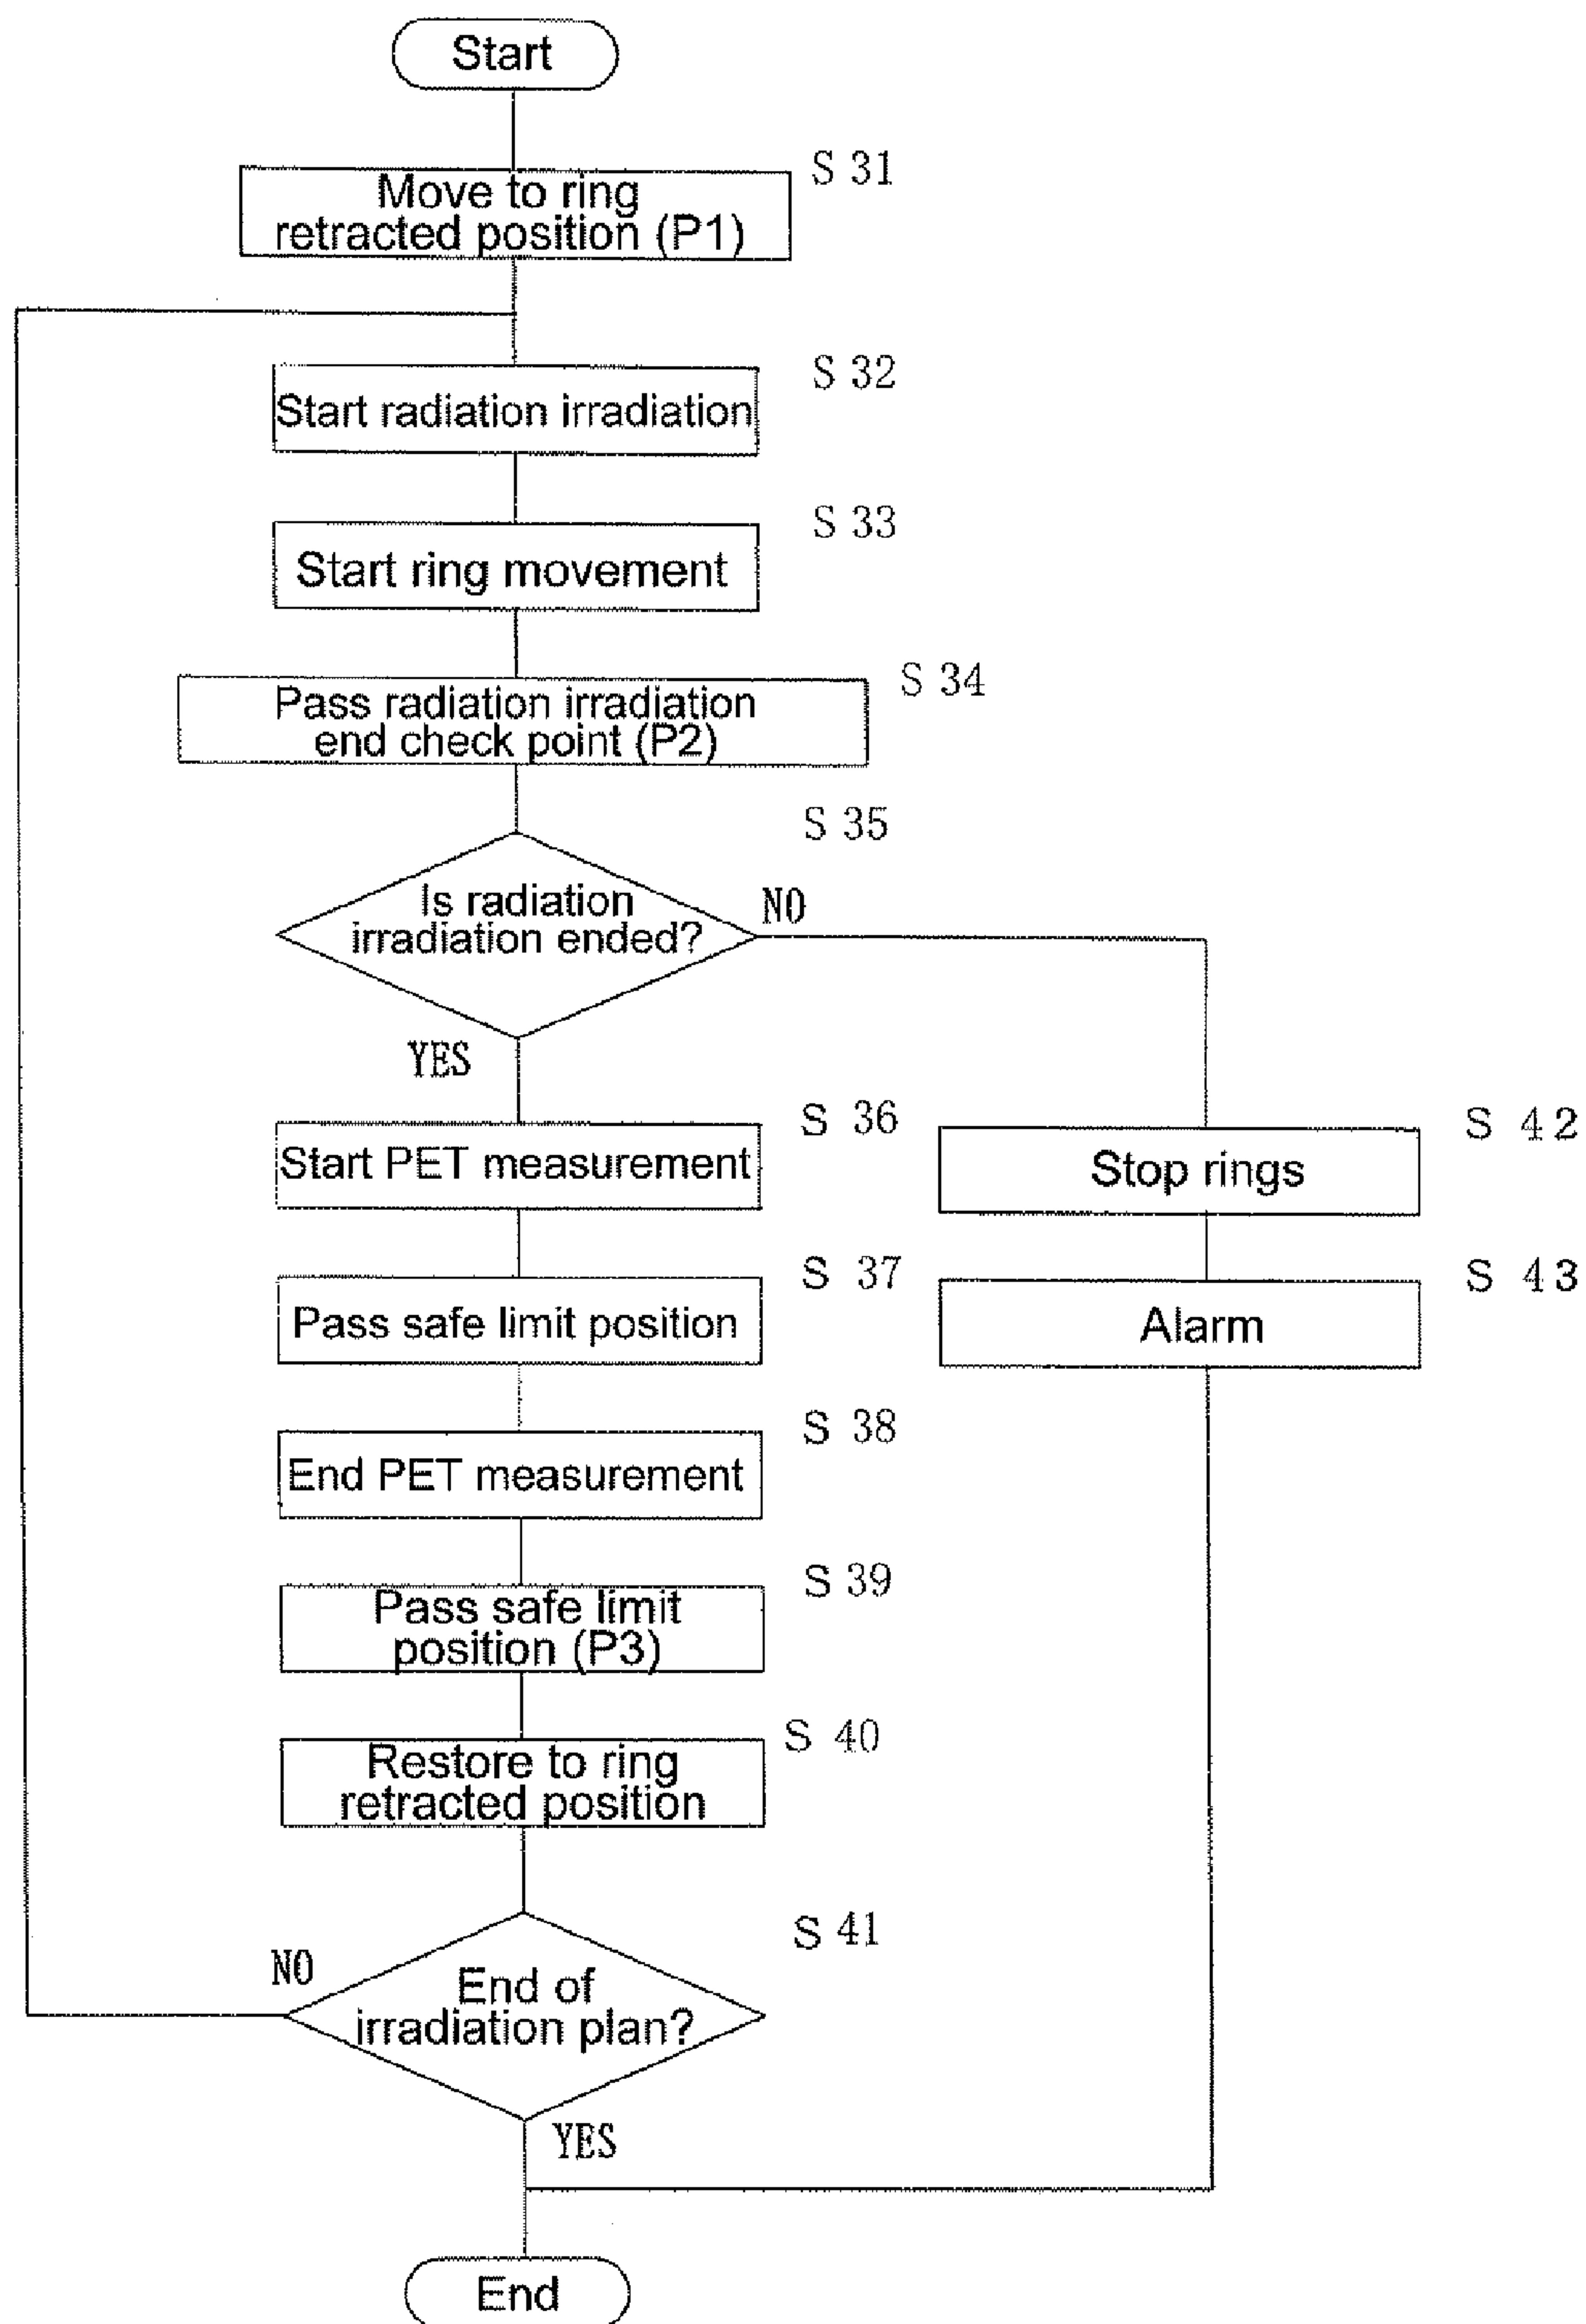 Start
S 31
Move to ring
retracted position (P1)
S 32
Start radiation irradiation
S 33
Start ring movement
S 34
Pass radiation irradiation
end check point (P2)
S 35
Is radiation
irradiation ended?
NO
YES
S 36
Start PET measurement
S 42
Stop rings
S 37
Pass safe limit position
S 43
Alarm
S 38
End PET measurement
S 39
Pass safe limit
position (P3)
S 40
Restore to ring
retracted position
S 41
NO
End of
irradiation plan?
YES
End